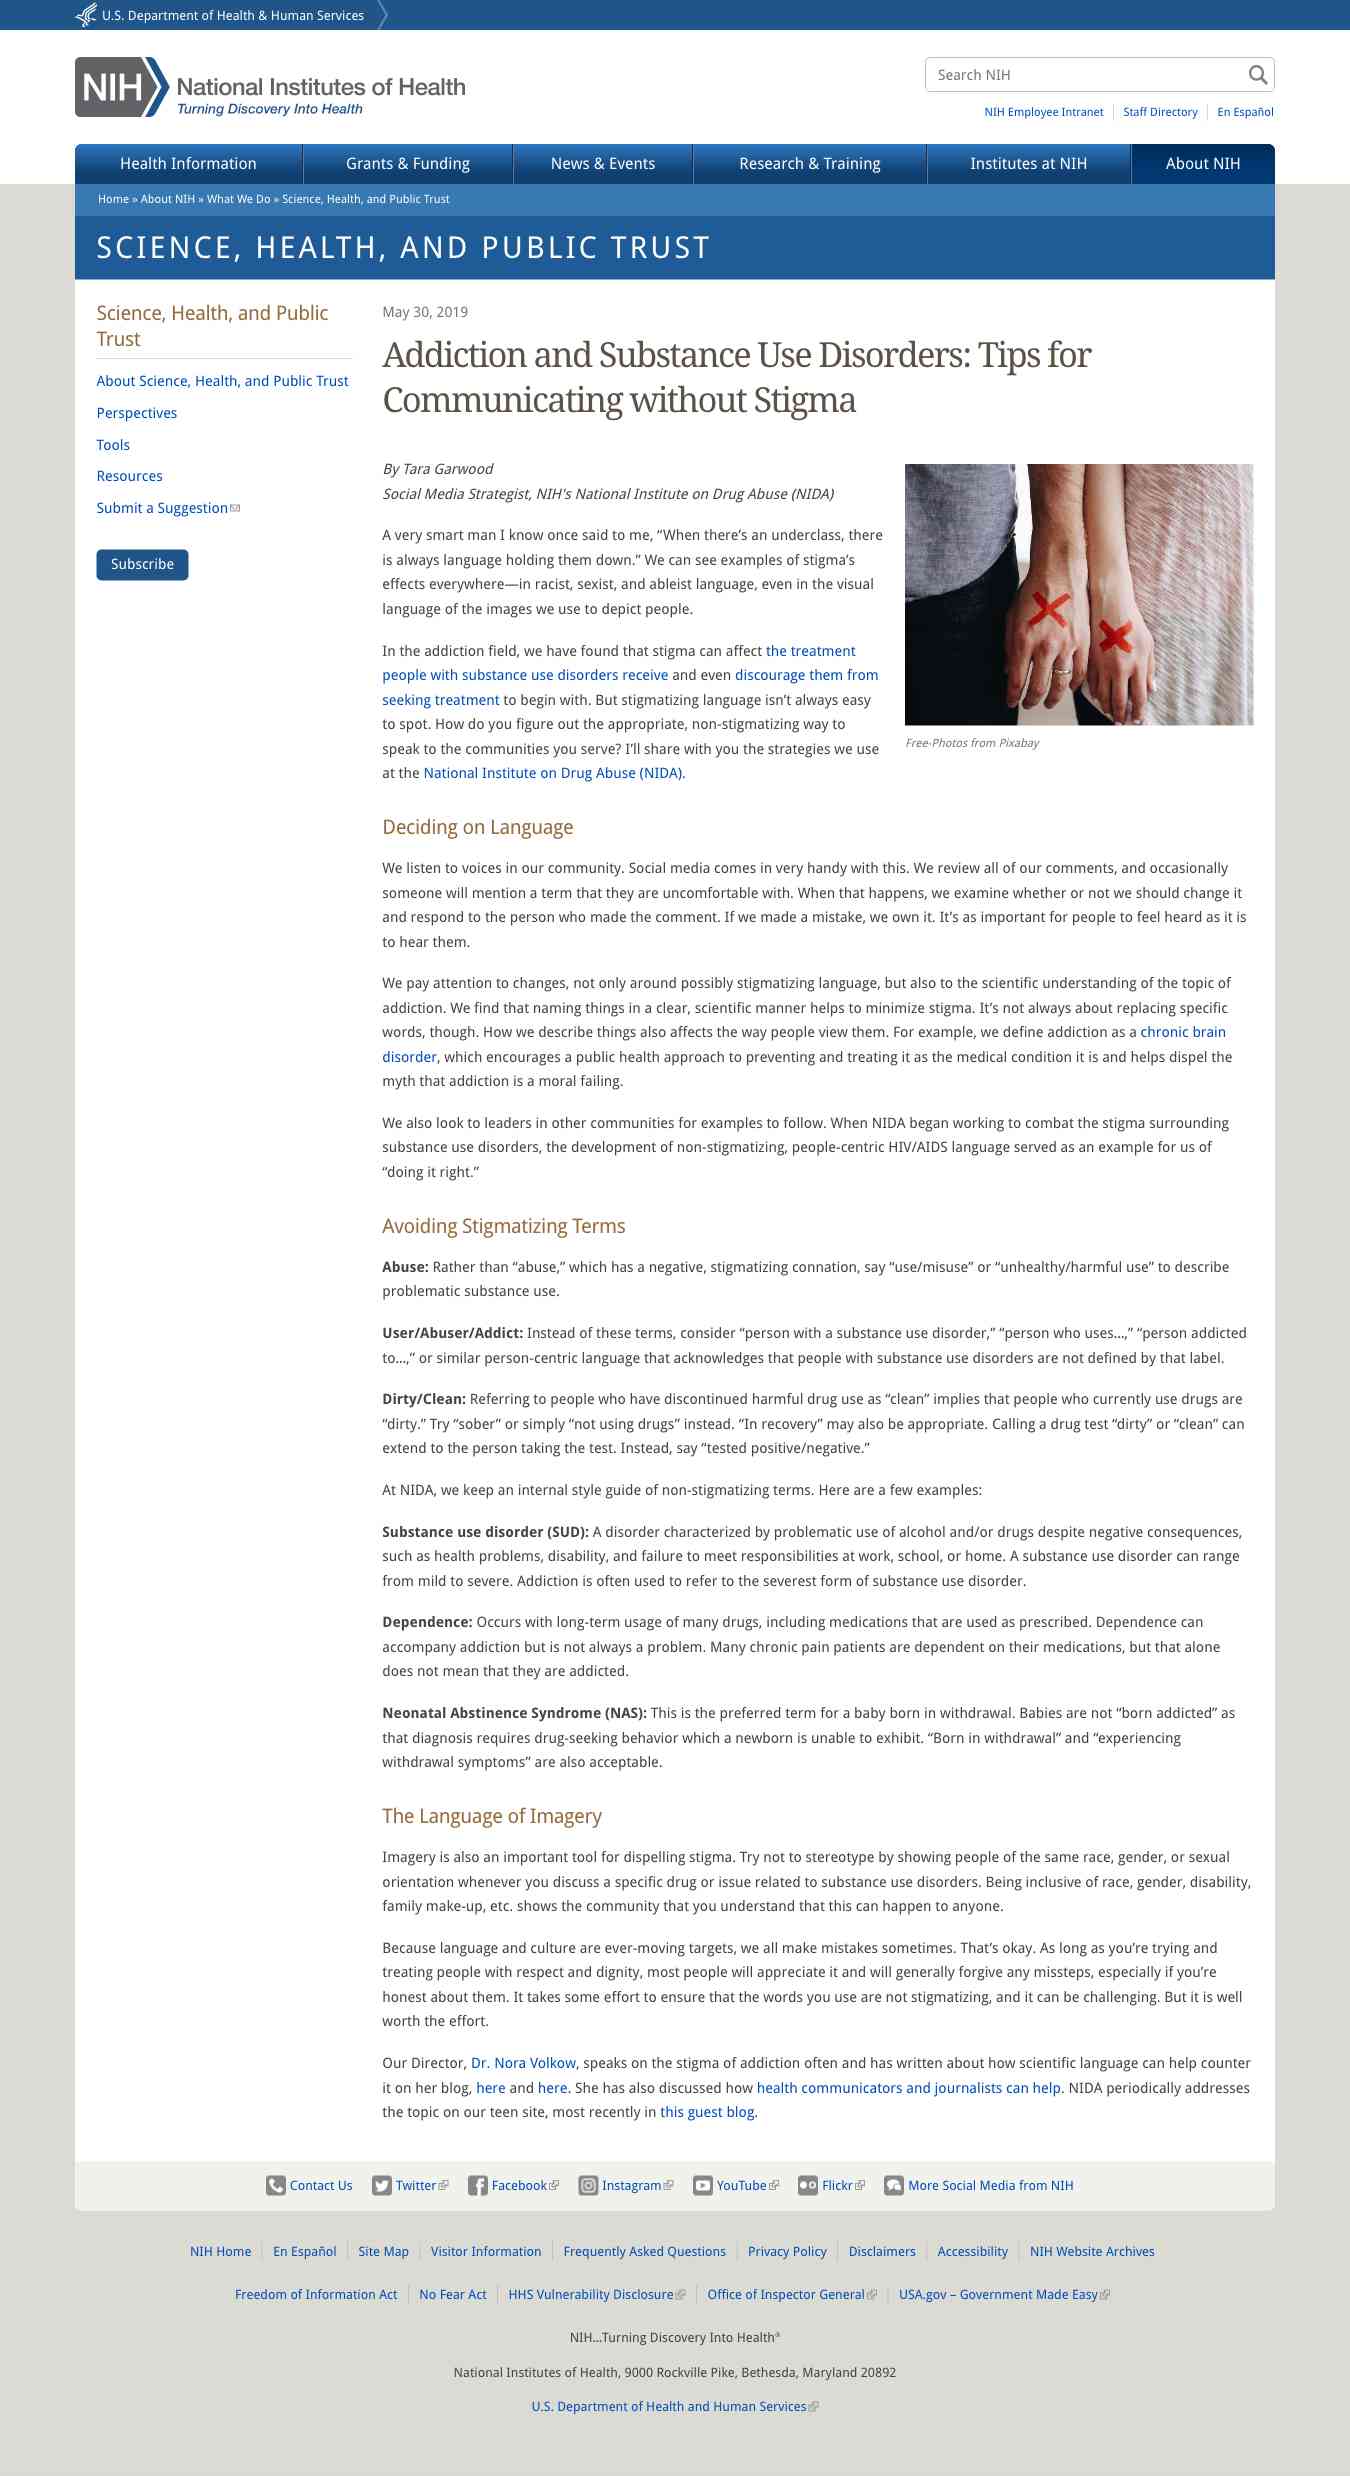 U.S. Department of Health & Human Services
NIH National Institutes of Health
Turning Discovery Into Health
Search NIH
NIH Employee Intranet Staff Directory En Español
Health Information Grants & Funding News & Events Research & Training Institutes at NIH About NIH
Home » About NIH » What We Do » Science, Health, and Public Trust
SCIENCE, HEALTH, AND PUBLIC TRUST
Science, Health, and Public
Trust
About Science, Health, and Public Trust
Perspectives
Tools
Resources
Submit a Suggestion
Subscribe
May 30, 2019
Addiction and Substance Use Disorders: Tips for
Communicating without Stigma
By Tara Garwood
Social Media Strategist, NIH's National Institute on Drug Abuse (NIDA)
A very smart man I know once said to me, “When there’s an underclass, there
is always language holding them down.” We can see examples of stigma’s
effects everywhere—in racist, sexist, and ableist language, even in the visual
language of the images we use to depict people.
In the addiction field, we have found that stigma can affect the treatment
people with substance use disorders receive and even discourage them from
seeking treatment to begin with. But stigmatizing language isn’t always easy
to spot. How do you figure out the appropriate, non-stigmatizing way to
speak to the communities you serve? I’ll share with you the strategies we use
at the National Institute on Drug Abuse (NIDA).
Free-Photos from Pixabay
Deciding on Language
We listen to voices in our community. Social media comes in very handy with this. We review all of our comments, and occasionally
someone will mention a term that they are uncomfortable with. When that happens, we examine whether or not we should change it
and respond to the person who made the comment. If we made a mistake, we own it. It's as important for people to feel heard as it is
to hear them.
We pay attention to changes, not only around possibly stigmatizing language, but also to the scientific understanding of the topic of
addiction. We find that naming things in a clear, scientific manner helps to minimize stigma. It’s not always about replacing specific
words, though. How we describe things also affects the way people view them. For example, we define addiction as a chronic brain
disorder, which encourages a public health approach to preventing and treating it as the medical condition it is and helps dispel the
myth that addiction is a moral failing.
We also look to leaders in other communities for examples to follow. When NIDA began working to combat the stigma surrounding
substance use disorders, the development of non-stigmatizing, people-centric HIV/AIDS language served as an example for us of
“doing it right.”
Avoiding Stigmatizing Terms
Abuse: Rather than “abuse,” which has a negative, stigmatizing connation, say “use/misuse” or “unhealthy/harmful use” to describe
problematic substance use.
User/Abuser/Addict: Instead of these terms, consider “person with a substance use disorder,” “person who uses…,” “person addicted
to…,” or similar person-centric language that acknowledges that people with substance use disorders are not defined by that label.
Dirty/Clean: Referring to people who have discontinued harmful drug use as “clean” implies that people who currently use drugs are
“dirty.” Try “sober” or simply “not using drugs” instead. “In recovery” may also be appropriate. Calling a drug test “dirty” or “clean” can
extend to the person taking the test. Instead, say “tested positive/negative.”
At NIDA, we keep an internal style guide of non-stigmatizing terms. Here are a few examples:
Substance use disorder (SUD): A disorder characterized by problematic use of alcohol and/or drugs despite negative consequences,
such as health problems, disability, and failure to meet responsibilities at work, school, or home. A substance use disorder can range
from mild to severe. Addiction is often used to refer to the severest form of substance use disorder.
Dependence: Occurs with long-term usage of many drugs, including medications that are used as prescribed. Dependence can
accompany addiction but is not always a problem. Many chronic pain patients are dependent on their medications, but that alone
does not mean that they are addicted.
Neonatal Abstinence Syndrome (NAS): This is the preferred term for a baby born in withdrawal. Babies are not “born addicted” as
that diagnosis requires drug-seeking behavior which a newborn is unable to exhibit. “Born in withdrawal” and “experiencing
withdrawal symptoms” are also acceptable.
The Language of Imagery
Imagery is also an important tool for dispelling stigma. Try not to stereotype by showing people of the same race, gender, or sexual
orientation whenever you discuss a specific drug or issue related to substance use disorders. Being inclusive of race, gender, disability,
family make-up, etc. shows the community that you understand that this can happen to anyone.
Because language and culture are ever-moving targets, we all make mistakes sometimes. That’s okay. As long as you’re trying and
treating people with respect and dignity, most people will appreciate it and will generally forgive any missteps, especially if you’re
honest about them. It takes some effort to ensure that the words you use are not stigmatizing, and it can be challenging. But it is well
worth the effort.
Our Director, Dr. Nora Volkow, speaks on the stigma of addiction often and has written about how scientific language can help counter
it on her blog, here and here. She has also discussed how health communicators and journalists can help. NIDA periodically addresses
the topic on our teen site, most recently in this guest blog.
Contact Us Twitter Facebook Instagram YouTube Flickr More Social Media from NIH
NIH Home En Español Site Map Visitor Information Frequently Asked Questions Privacy Policy Disclaimers Accessibility NIH Website Archives
Freedom of Information Act No Fear Act HHS Vulnerability Disclosure Office of Inspector General USA.gov – Government Made Easy
NIH…Turning Discovery Into Health®
National Institutes of Health, 9000 Rockville Pike, Bethesda, Maryland 20892
U.S. Department of Health and Human Services